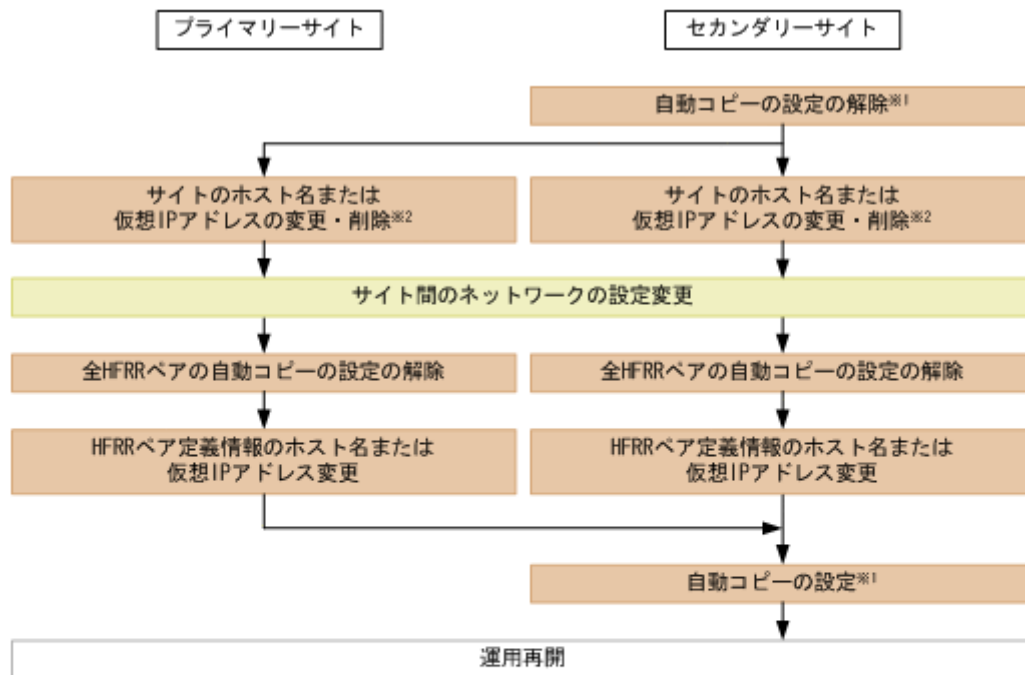 プライマリーサイト
セカンダリーサイト
自動コピーの設定の解除※1
サイトのホスト名または
仮想IPアドレスの変更・削除※2
サイトのホスト名または
仮想IPアドレスの変更・削除※2
サイト間のネットワークの設定変更
全HFRRペアの自動コピーの設定の解除
全HFRRペアの自動コピーの設定の解除
HFRRペア定義情報のホスト名または
仮想IPアドレス変更
HFRRペア定義情報のホスト名または
仮想IPアドレス変更
自動コピーの設定※1
運用再開